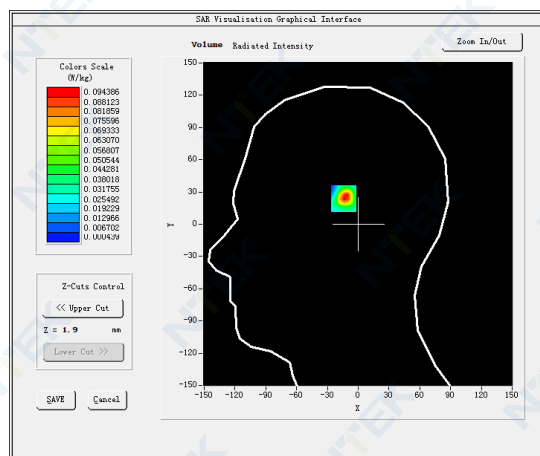 SAR Visualisation Graphical Interface
Volume Radiated Intensity
Zoom In/Out
Colors Scale
(W/kg)
0.094386
0.088123
0.081859
0.075596
0.069333
0.063070
0.056807
0.050544
0.044281
0.038018
0.031755
0.025492
0.019229
0.012966
0.006702
0.000439
Z-Cuts Control
<< Upper Cut
Z = 1.9 mm
Lower Cut >>
SAVE
Cancel
150
120
90
60
30
0
-30
-60
-90
-120
-150
Y
-150 -120 -90 -60 -30 0 30 60 90 120 150
X
NTEK